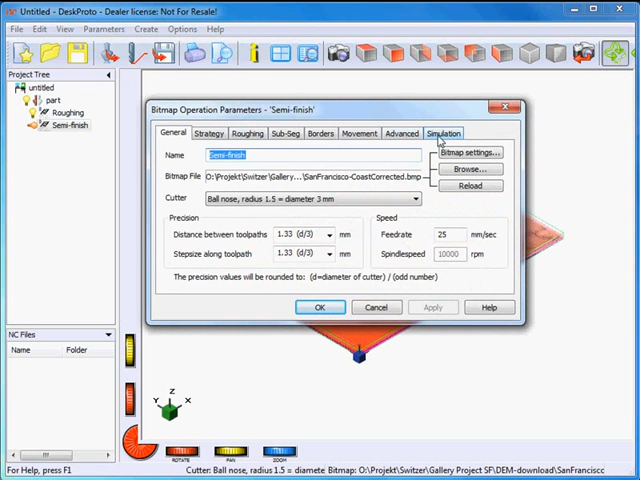 Untitled - DeskProto - Dealer license: Not For Resale!
File Edit View Parameters Create Options Help
Project Tree
untitled
part
Roughing
Semi-finish
Bitmap Operation Parameters - 'Semi-finish'
General Strategy Roughing Sub-Seg Borders Movement Advanced Simulation
Name Semi-finish Bitmap settings...
Bitmap File O:\Projekt\Switzer\Gallery...\SanFrancisco-CoastCorrected.bmp Browse...
Reload
Cutter Ball nose, radius 1.5 = diameter 3 mm
Precision Speed
Distance between toolpaths 1.33 (d/3) mm Feedrate 25 mm/sec
Stepsize along toolpath 1.33 (d/3) mm Spindlespeed 10000 rpm
The precision values will be rounded to: (d=diameter of cutter) / (odd number)
OK Cancel Apply Help
NC Files
Name Folder
Z
Y X
ROTATE PAN ZOOM
For Help, press F1 Cutter: Ball nose, radius 1.5 = diamete Bitmap: O:\Projekt\Switzer\Gallery Project SF\DEM-download\SanFrancisc